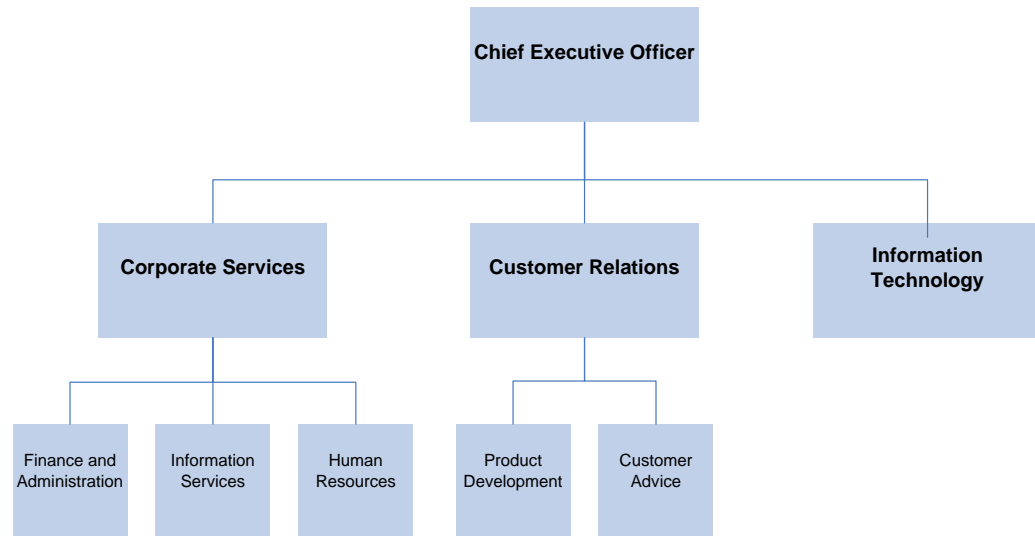 Chief Executive Officer
Corporate Services
Customer Relations
Information
Technology
Finance and
Administration
Information
Services
Human
Resources
Product
Development
Customer
Advice